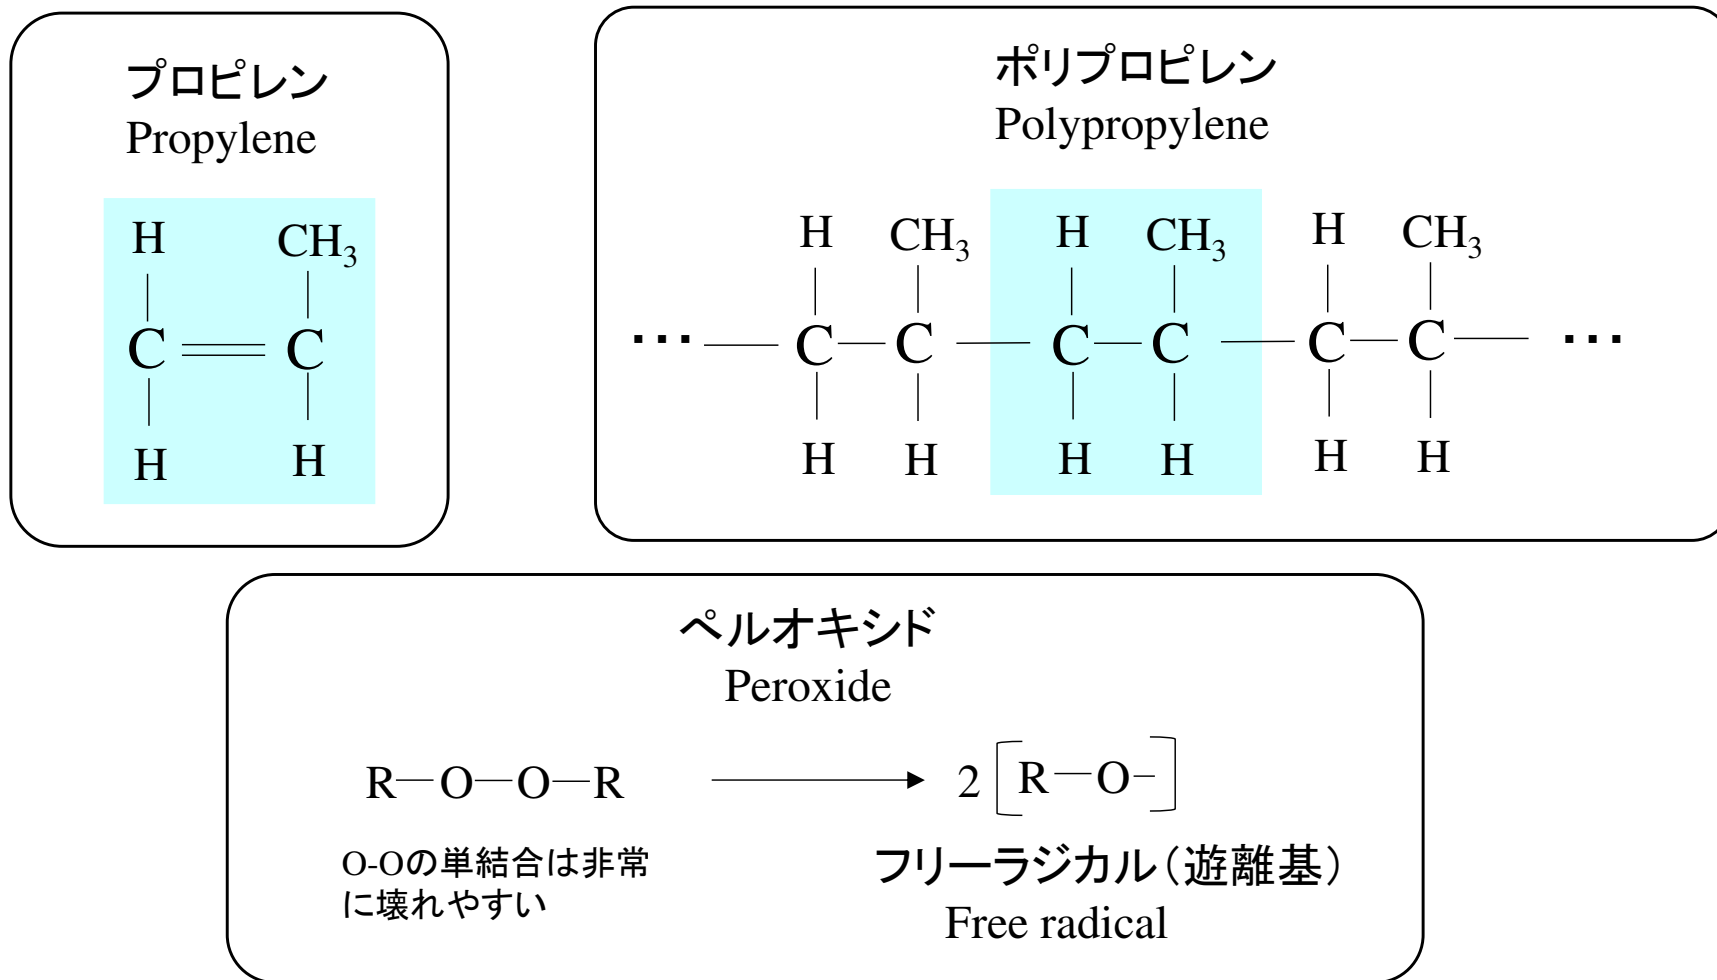 プロピレン
Propylene
H CH3
C C
H H
ポリプロピレン
Polypropylene
H CH3 H CH3 H CH3
… C C C C C C …
H H H H H H
ペルオキシド
Peroxide
R—O—O—R
2 [R—O–]
O-Oの単結合は非常
に壊れやすい
フリーラジカル（遊離基）
Free radical